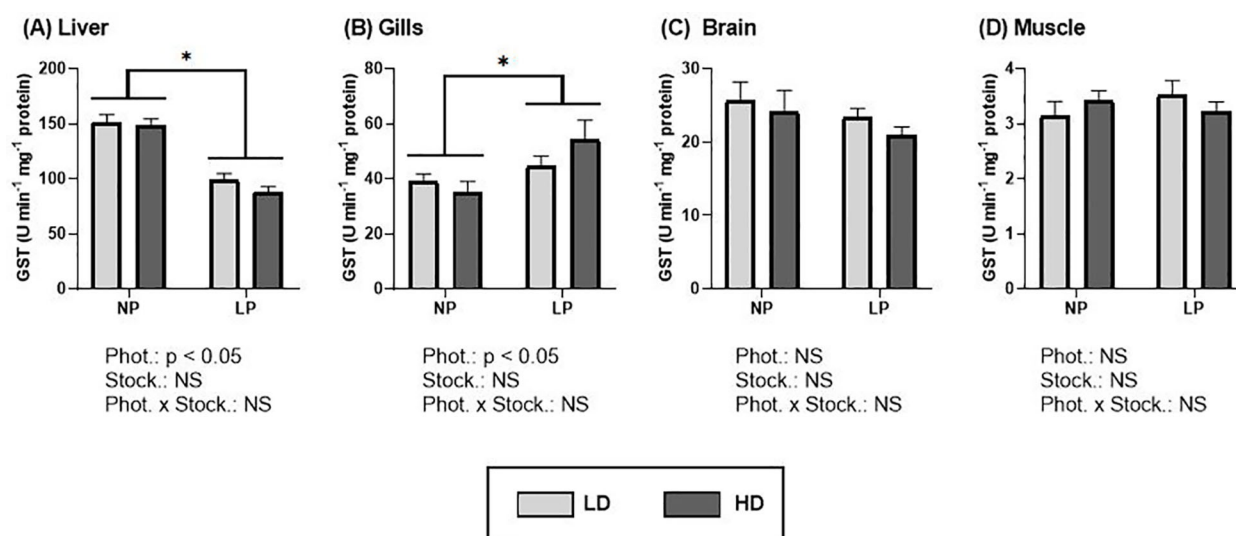 (A) Liver
*
GST (U min⁻¹ mg⁻¹ protein)
200
150
100
50
0
NP LP
Phot.: p < 0.05
Stock.: NS
Phot. x Stock.: NS
(B) Gills
*
GST (U min⁻¹ mg⁻¹ protein)
80
60
40
20
0
NP LP
Phot.: p < 0.05
Stock.: NS
Phot. x Stock.: NS
(C) Brain
GST (U min⁻¹ mg⁻¹ protein)
30
20
10
0
NP LP
Phot.: NS
Stock.: NS
Phot. x Stock.: NS
(D) Muscle
GST (U min⁻¹ mg⁻¹ protein)
4
3
2
1
0
NP LP
Phot.: NS
Stock.: NS
Phot. x Stock.: NS
LD HD